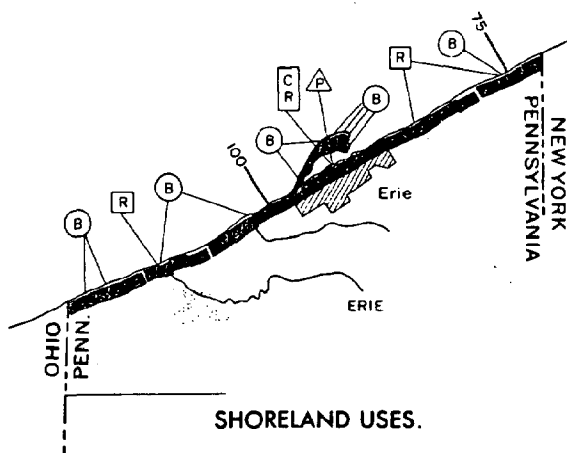 75
B
R
B
C
R
P
B
B
100
Erie
PENNSYLVANIA
NEW YORK
B
R
B
ERIE
OHIO
PENN.
SHORELAND USES.